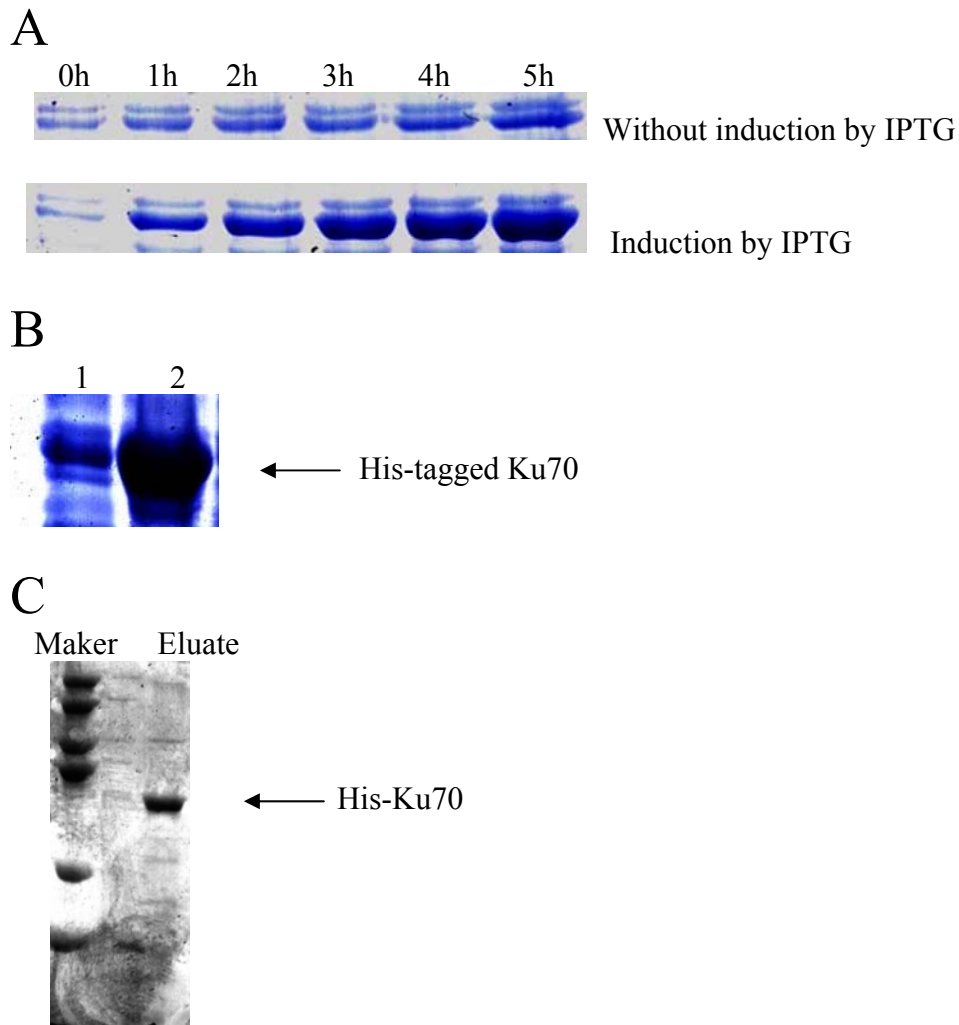 A
0h 1h 2h 3h 4h 5h
Without induction by IPTG
Induction by IPTG
B
1 2
His-tagged Ku70
C
Maker Eluate
His-Ku70